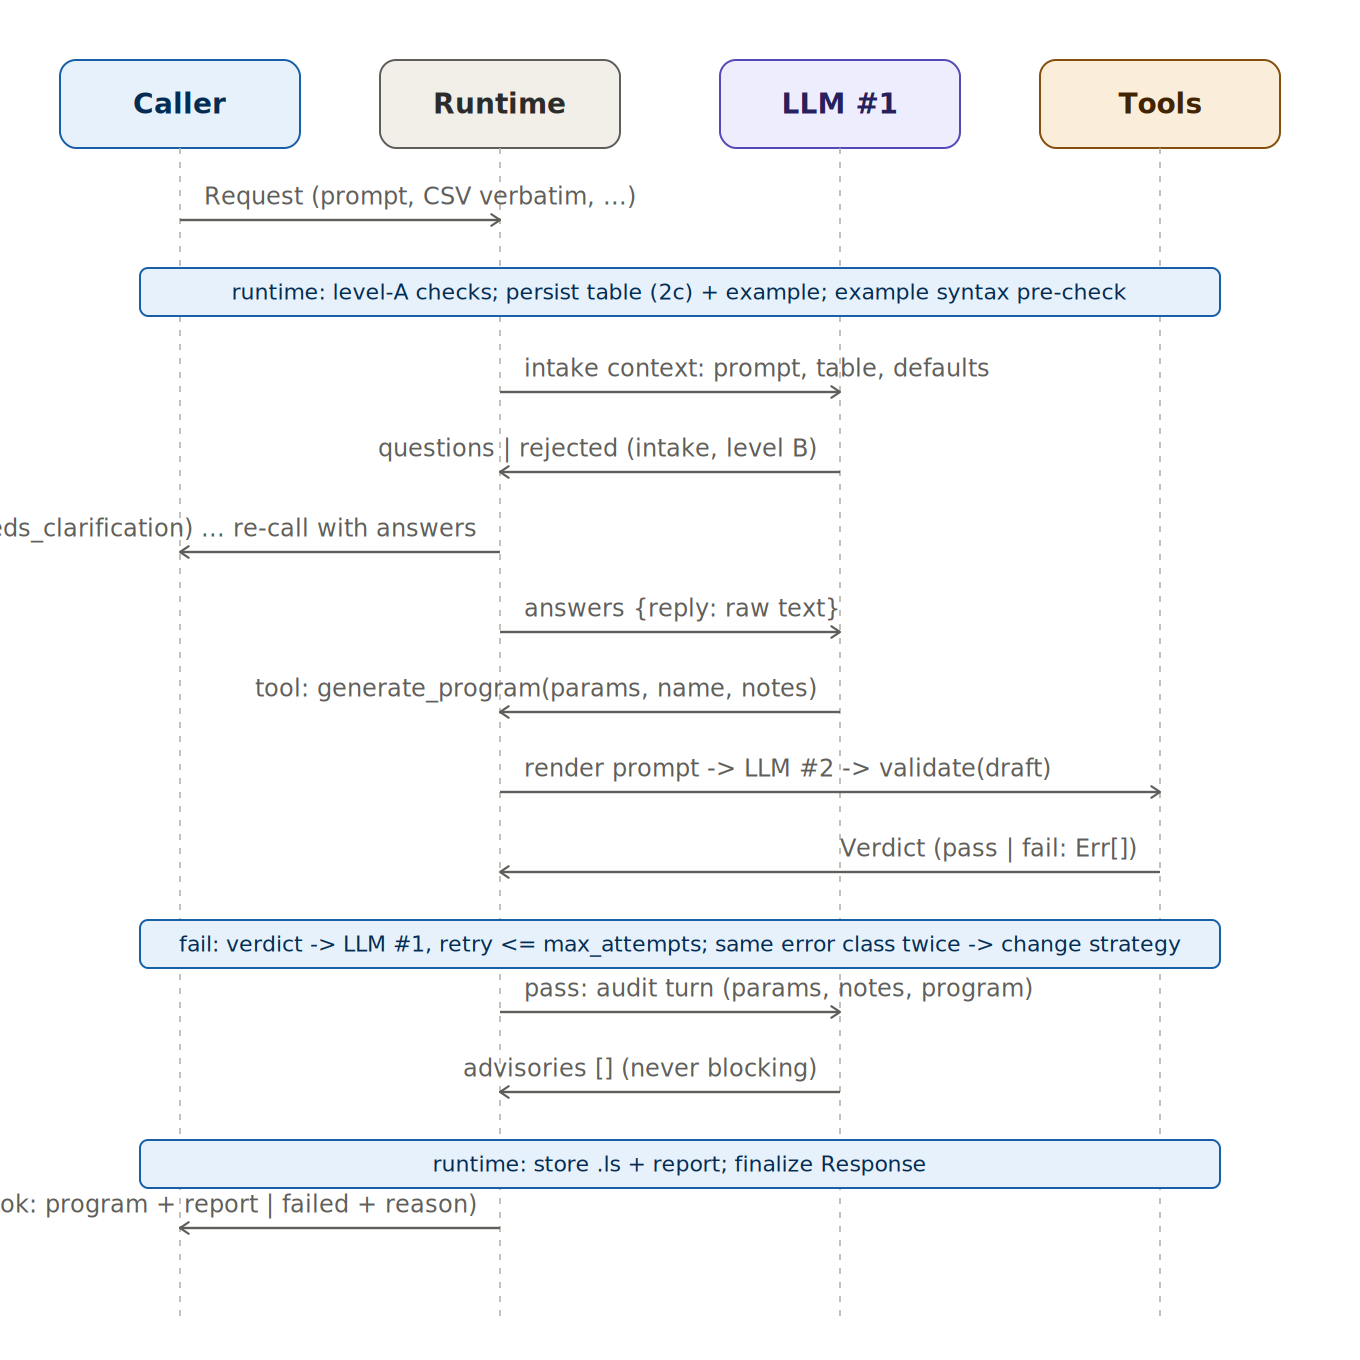 Caller
Runtime
LLM #1
Tools
Request (prompt, CSV verbatim, …)
runtime: level-A checks; persist table (2c) + example; example syntax pre-check
intake context: prompt, table, defaults
questions | rejected (intake, level B)
eds_clarification) … re-call with answers
answers {reply: raw text}
tool: generate_program(params, name, notes)
render prompt -> LLM #2 -> validate(draft)
Verdict (pass | fail: Err[])
fail: verdict -> LLM #1, retry <= max_attempts; same error class twice -> change strategy
pass: audit turn (params, notes, program)
advisories [] (never blocking)
runtime: store .ls + report; finalize Response
ok: program + report | failed + reason)